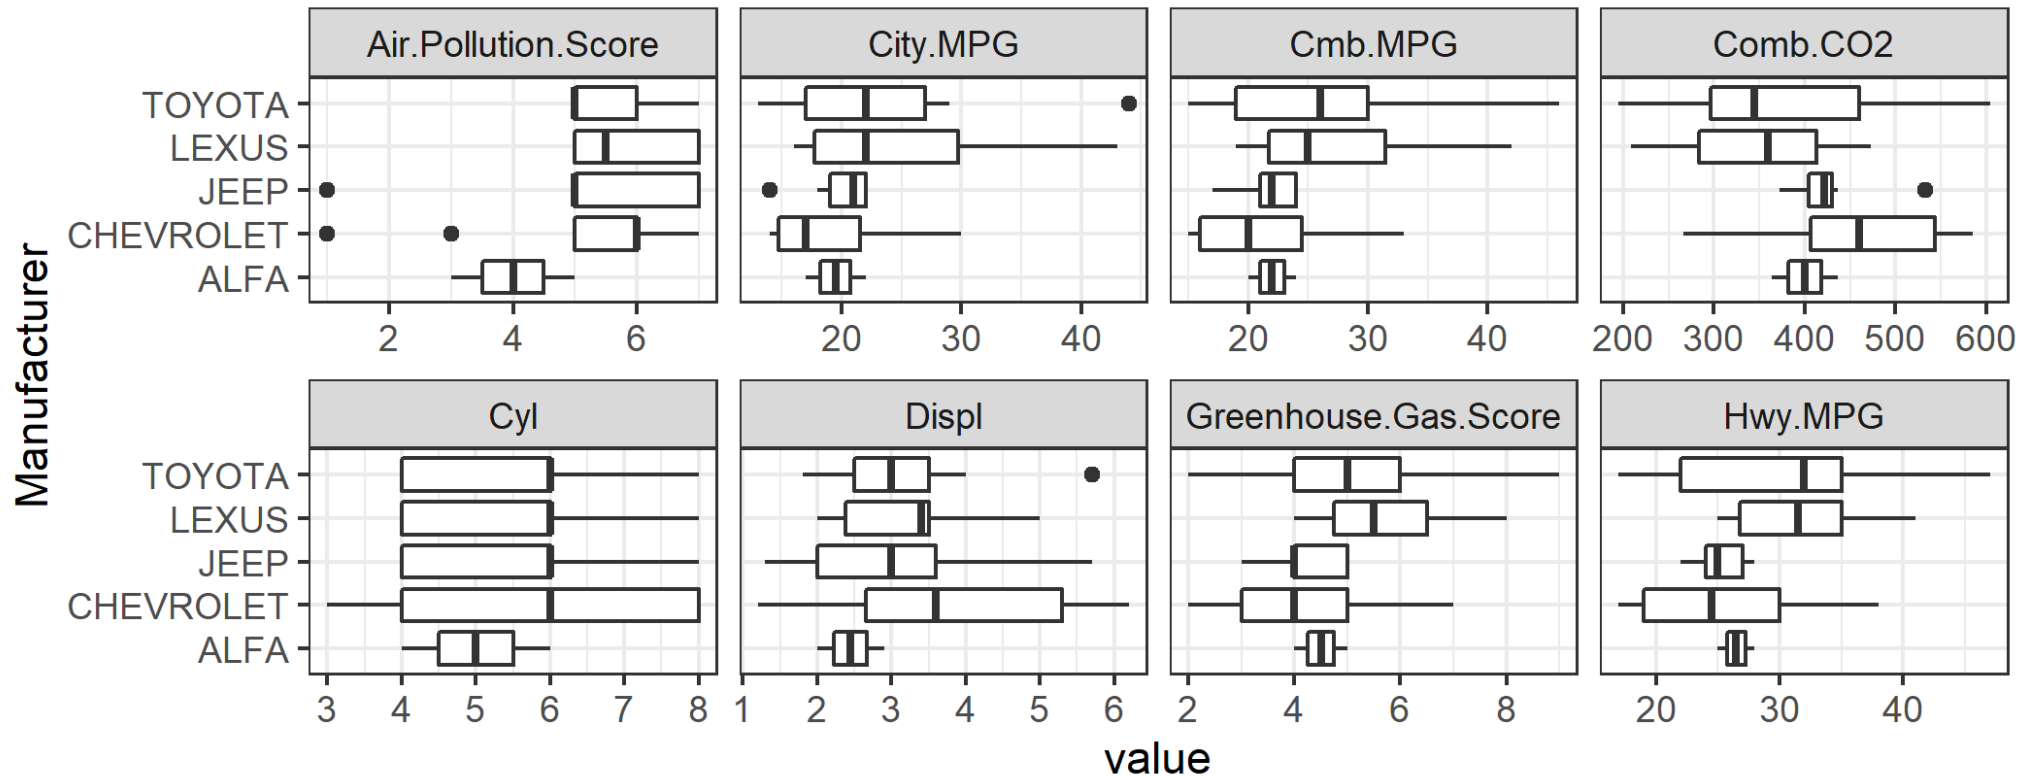 Air.Pollution.Score City.MPG Cmb.MPG Comb.CO2
TOYOTA
LEXUS
JEEP
CHEVROLET
ALFA
2 4 6 20 30 40 20 30 40 200 300 400 500 600
Manufacturer
Cyl Displ Greenhouse.Gas.Score Hwy.MPG
TOYOTA
LEXUS
JEEP
CHEVROLET
ALFA
3 4 5 6 7 8 1 2 3 4 5 6 2 4 6 8 20 30 40
value